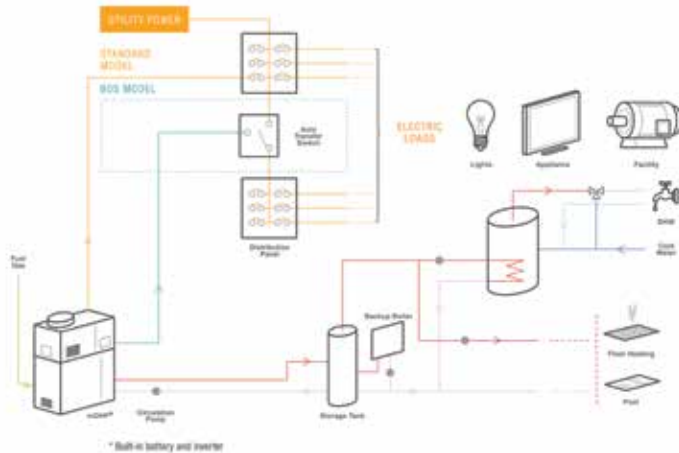 UTILITY POWER
STANDARD
MODEL
BOS MODEL
Auto
Transfer
Switch
ELECTRIC
LOADS
Lights
Appliance
Facility
DHW
Distribution
Panel
Cold
Water
Fuel
Backup Boiler
Floor Heating
Pool
Circulation
Pump
Storage Tank
* Built-in battery and inverter